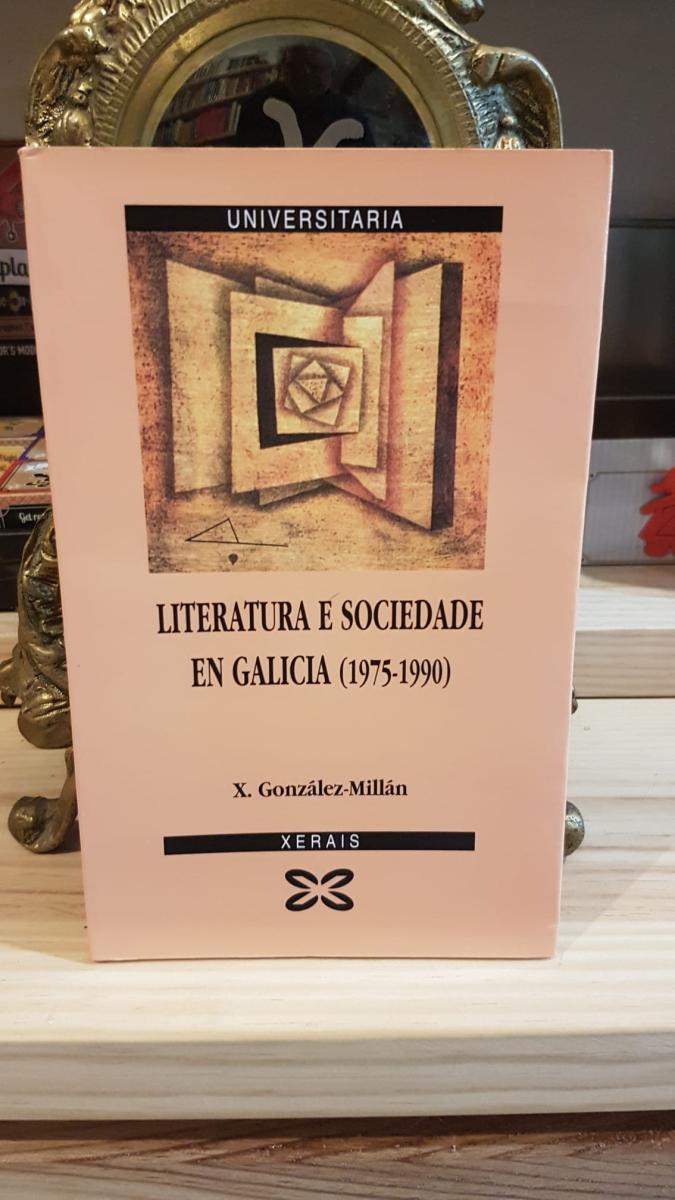 UNIVERSITARIA
LITERATURA E SOCIEDADE
EN GALICIA (1975-1990)
X. González-Millán
XERAIS